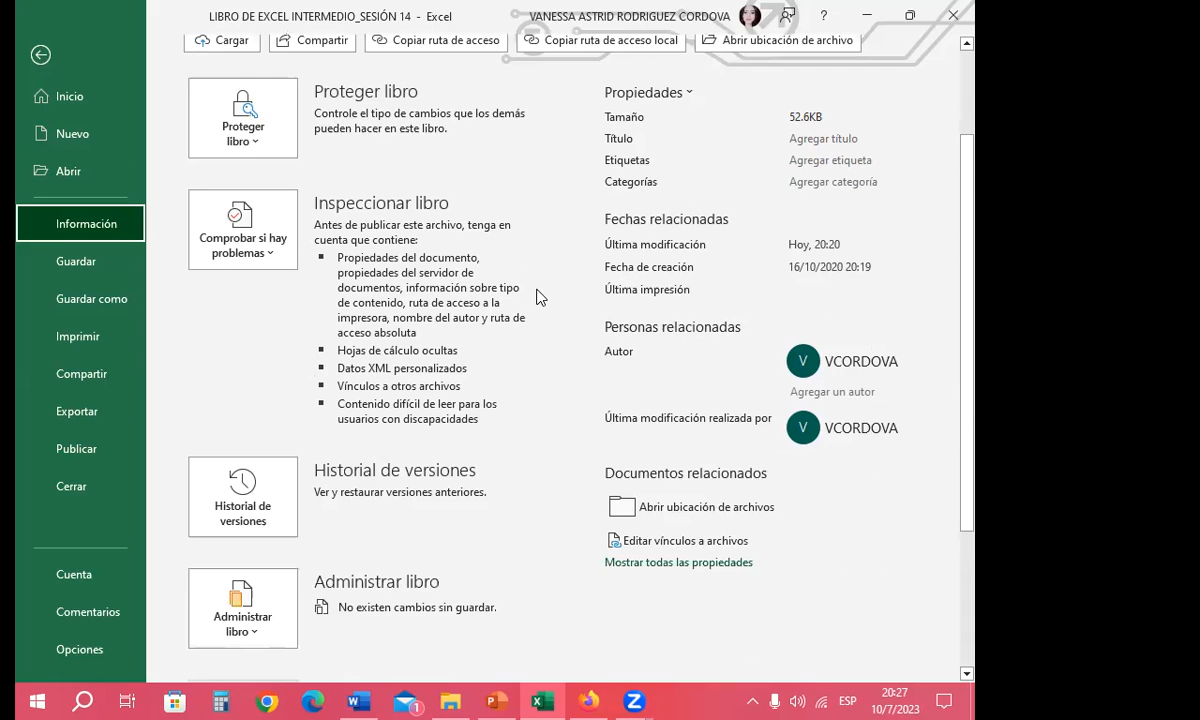 LIBRO DE EXCEL INTERMEDIO_SESIÓN 14 - Excel
VANESSA ASTRID RODRIGUEZ CORDOVA
?
Cargar
Compartir
Copiar ruta de acceso
Copiar ruta de acceso local
Abrir ubicación de archivo
Inicio
Nuevo
Abrir
Información
Guardar
Guardar como
Imprimir
Compartir
Exportar
Publicar
Cerrar
Cuenta
Comentarios
Opciones
Proteger
libro
Proteger libro
Controle el tipo de cambios que los demás
pueden hacer en este libro.
Comprobar si hay
problemas
Inspeccionar libro
Antes de publicar este archivo, tenga en
cuenta que contiene:
Propiedades del documento,
propiedades del servidor de
documentos, información sobre tipo
de contenido, ruta de acceso a la
impresora, nombre del autor y ruta de
acceso absoluta
Hojas de cálculo ocultas
Datos XML personalizados
Vínculos a otros archivos
Contenido difícil de leer para los
usuarios con discapacidades
Historial de
versiones
Historial de versiones
Ver y restaurar versiones anteriores.
Administrar
libro
Administrar libro
No existen cambios sin guardar.
Propiedades
Tamaño 52.6KB
Título Agregar título
Etiquetas Agregar etiqueta
Categorías Agregar categoría
Fechas relacionadas
Última modificación Hoy, 20:20
Fecha de creación 16/10/2020 20:19
Última impresión
Personas relacionadas
Autor
V VCORDOVA
Agregar un autor
Última modificación realizada por
V VCORDOVA
Documentos relacionados
Abrir ubicación de archivos
Editar vínculos a archivos
Mostrar todas las propiedades
1
ESP
20:27
10/7/2023